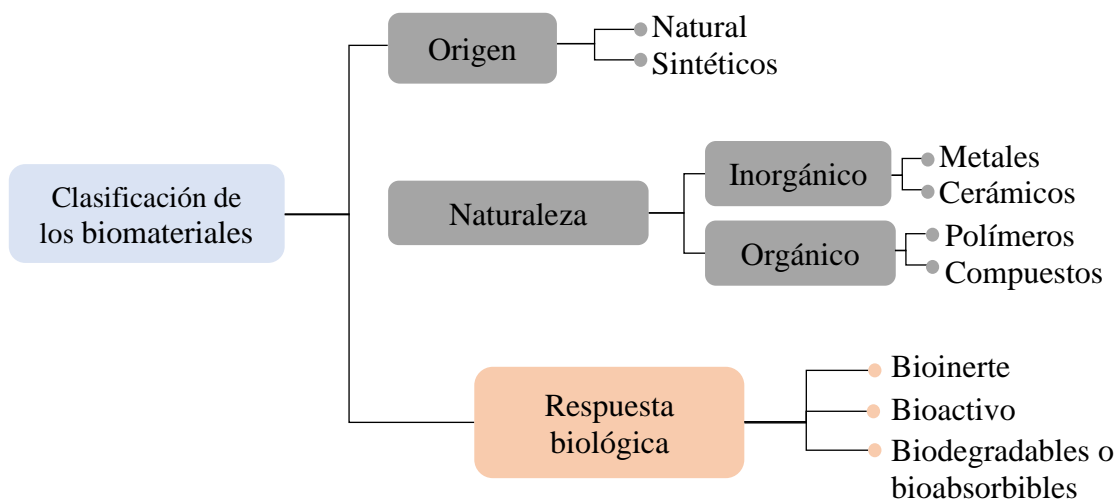 Clasificación de
los biomateriales
Origen
Natural
Sintéticos
Naturaleza
Inorgánico
Metales
Cerámicos
Orgánico
Polímeros
Compuestos
Respuesta
biológica
Bioinerte
Bioactivo
Biodegradables o
bioabsorbibles